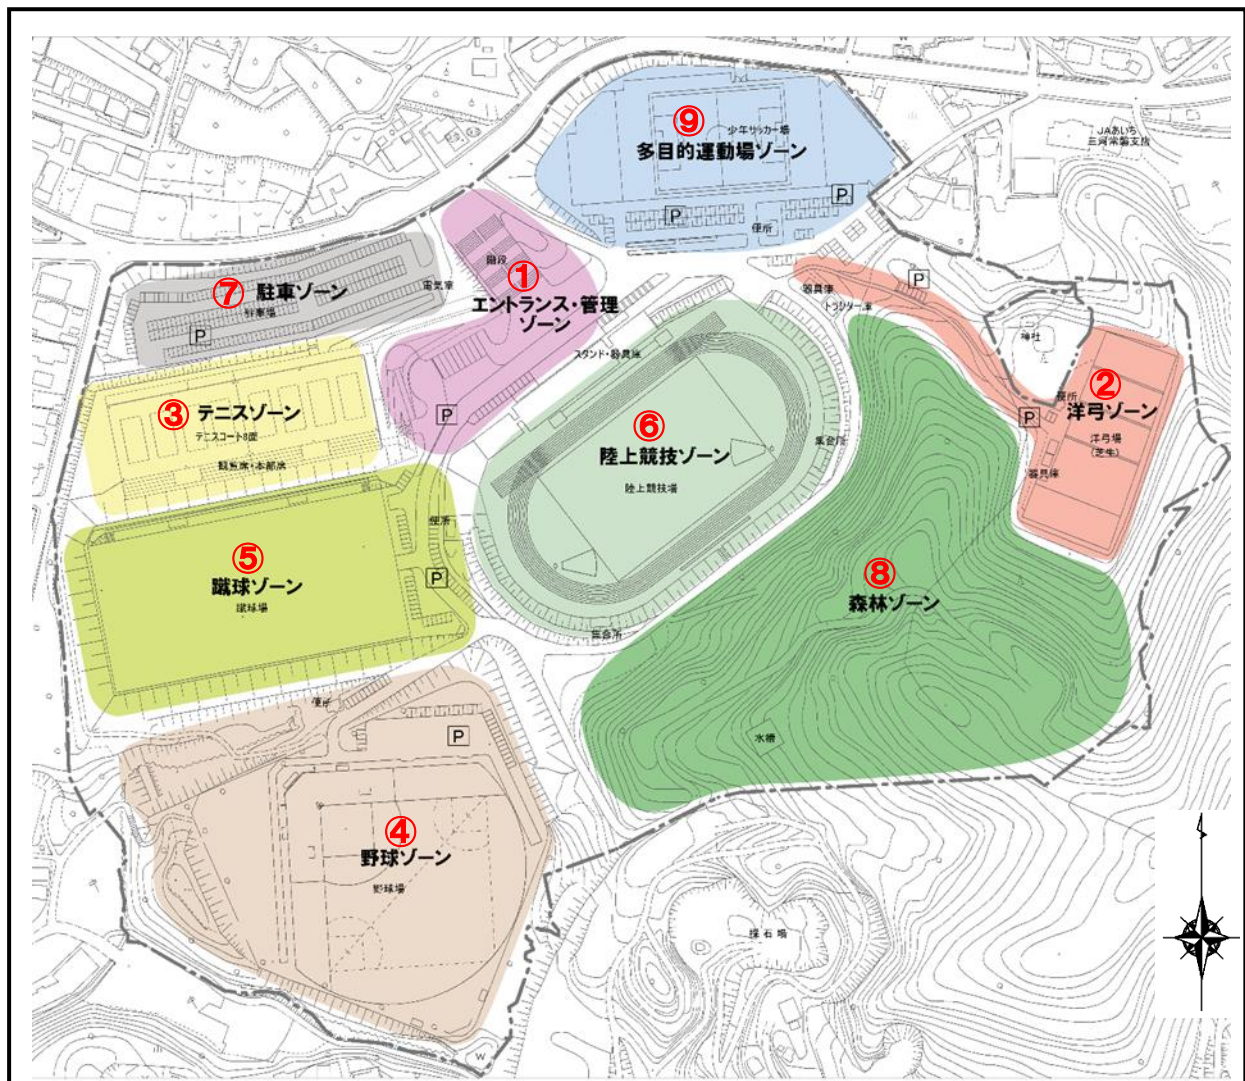 ⑨
少年サッカー場
多目的運動場ゾーン
JAあいち
三河常磐支店
P
P
便所
階段
①
エントランス・管理
ゾーン
電気室
⑦ 駐車ゾーン
駐車場
P
器具庫
P
トラクター庫
神社
スタンド・器具庫
②
便所
洋弓ゾーン
P
洋弓場
(芝生)
器具庫
③ テニスゾーン
テニスコート8面
観覧席・本部席
P
⑥
陸上競技ゾーン
陸上競技場
集会所
便所
⑤
蹴球ゾーン
蹴球場
P
⑧
森林ゾーン
集会所
便所
P
水槽
④
野球ゾーン
野球場
採石場
W